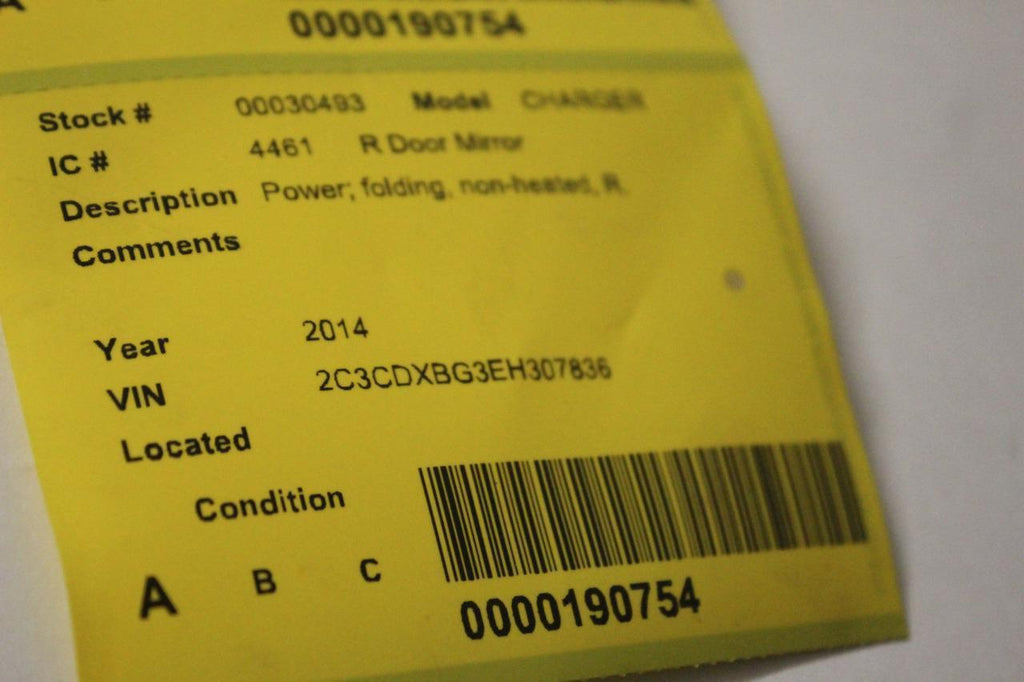 0000190754
Stock # 00030493 Model CHARGER
IC # 4461 R Door Mirror
Description Power, folding, non-heated, R.
Comments
Year 2014
VIN 2C3CDXBG3EH307836
Located
Condition
A B C
0000190754